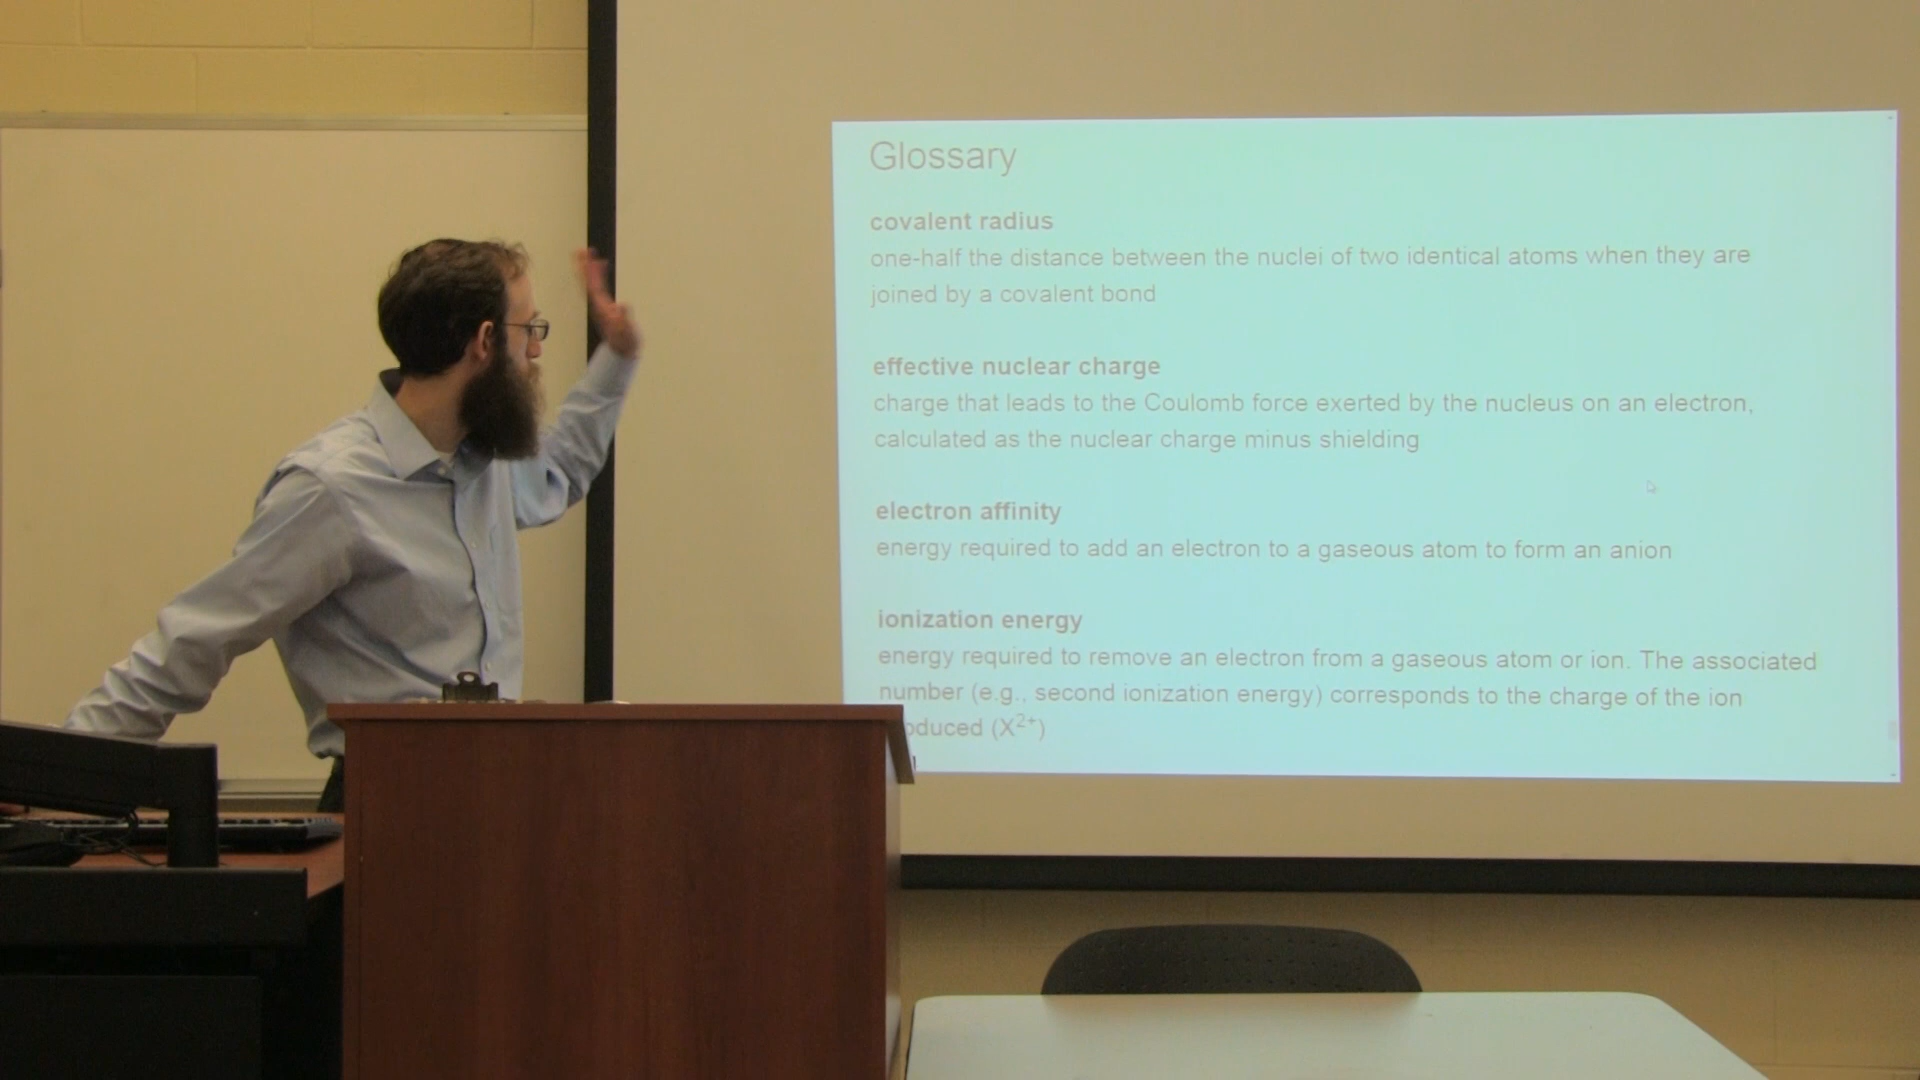 Glossary
covalent radius
one-half the distance between the nuclei of two identical atoms when they are
joined by a covalent bond
effective nuclear charge
charge that leads to the Coulomb force exerted by the nucleus on an electron,
calculated as the nuclear charge minus shielding
electron affinity
energy required to add an electron to a gaseous atom to form an anion
ionization energy
energy required to remove an electron from a gaseous atom or ion. The associated
number (e.g., second ionization energy) corresponds to the charge of the ion
(X²⁺)